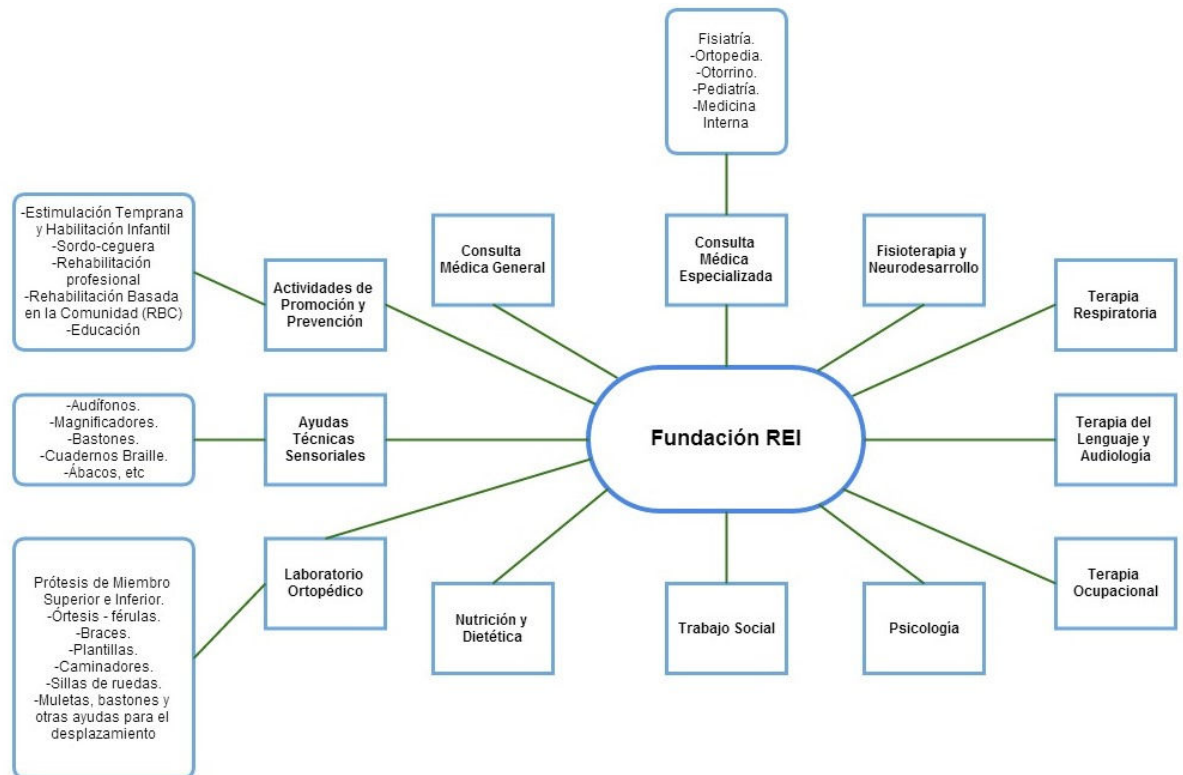 Fisiatría.
-Ortopedia.
-Otorrino.
-Pediatría.
-Medicina
Interna
-Estimulación Temprana
y Habilitación Infantil
-Sordo-ceguera
-Rehabilitación
profesional
-Rehabilitación Basada
en la Comunidad (RBC)
-Educación
Actividades de
Promoción y
Prevención
Consulta
Médica General
Consulta
Médica
Especializada
Fisioterapia y
Neurodesarrollo
Terapia
Respiratoria
-Audífonos.
-Magnificadores.
-Bastones.
-Cuadernos Braille.
-Ábacos, etc
Ayudas
Técnicas
Sensoriales
Fundación REI
Terapia del
Lenguaje y
Audiología
Prótesis de Miembro
Superior e Inferior.
-Órtesis - férulas.
-Braces.
-Plantillas.
-Caminadores.
-Sillas de ruedas.
-Muletas, bastones y
otras ayudas para el
desplazamiento
Laboratorio
Ortopédico
Nutrición y
Dietética
Trabajo Social
Psicología
Terapia
Ocupacional